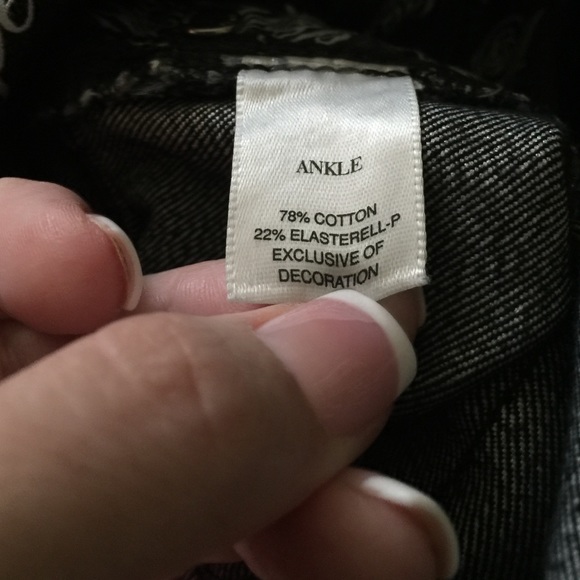 ANKLE
78% COTTON
22% ELASTERELL-P
EXCLUSIVE OF
DECORATION